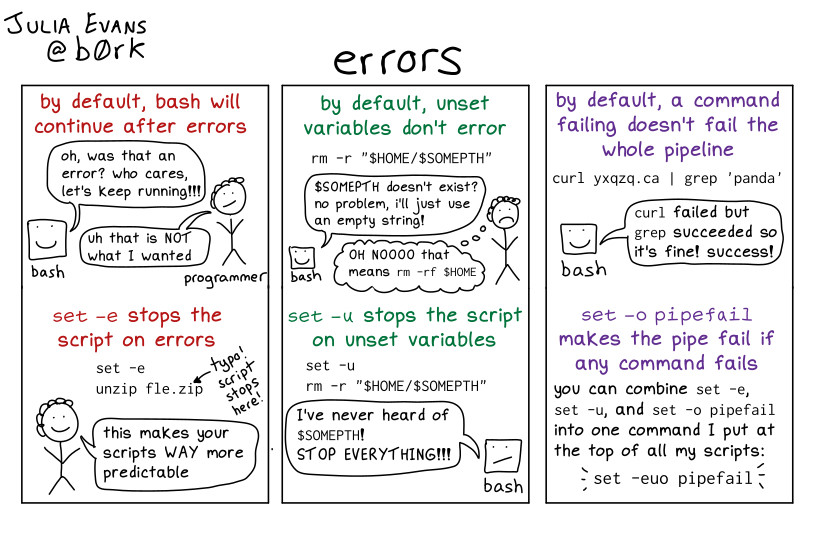 JULIA EVANS
@b0rk
errors
by default, bash will
continue after errors
oh, was that an
error? who cares,
let's keep running!!!
uh that is NOT
what I wanted
bash
programmer
set -e stops the
script on errors
set -e
unzip fle.zip
typo!
script
stops
here!
this makes your
scripts WAY more
predictable
by default, unset
variables don't error
rm -r "$HOME/$SOMEPTH"
$SOMEPTH doesn't exist?
no problem, i'll just use
an empty string!
bash
OH NOOOO that
means rm -rf $HOME
set -u stops the script
on unset variables
set -u
rm -r "$HOME/$SOMEPTH"
I've never heard of
$SOMEPTH!
STOP EVERYTHING!!!
bash
by default, a command
failing doesn't fail the
whole pipeline
curl yxqzq.ca | grep 'panda'
curl failed but
grep succeeded so
it's fine! success!
bash
set -o pipefail
makes the pipe fail if
any command fails
you can combine set -e,
set -u, and set -o pipefail
into one command I put at
the top of all my scripts:
set -euo pipefail